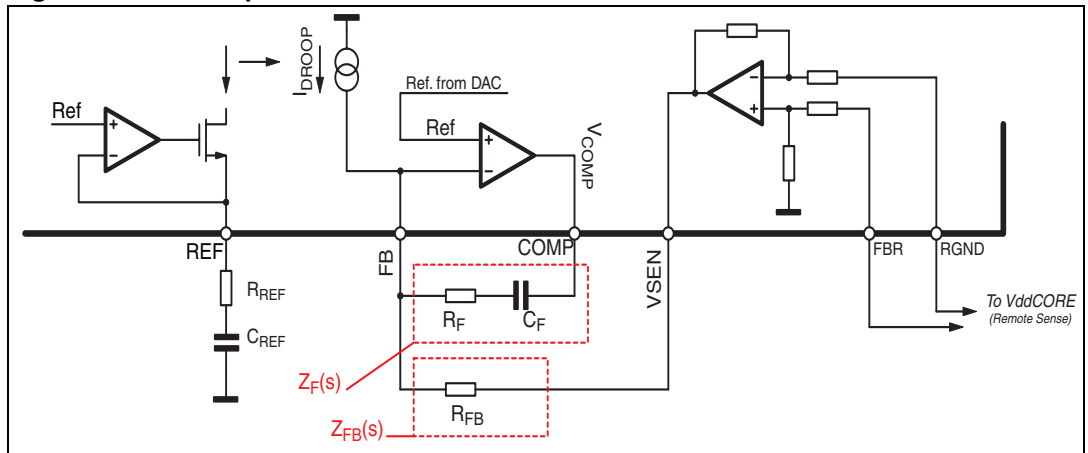 Ref
IDROOP
Ref. from DAC
Ref
VCOMP
REF
FB
COMP
VSEN
FBR
RGND
RREF
CREF
RF
CF
To VddCORE
(Remote Sense)
ZF(s)
RFB
ZFB(s)